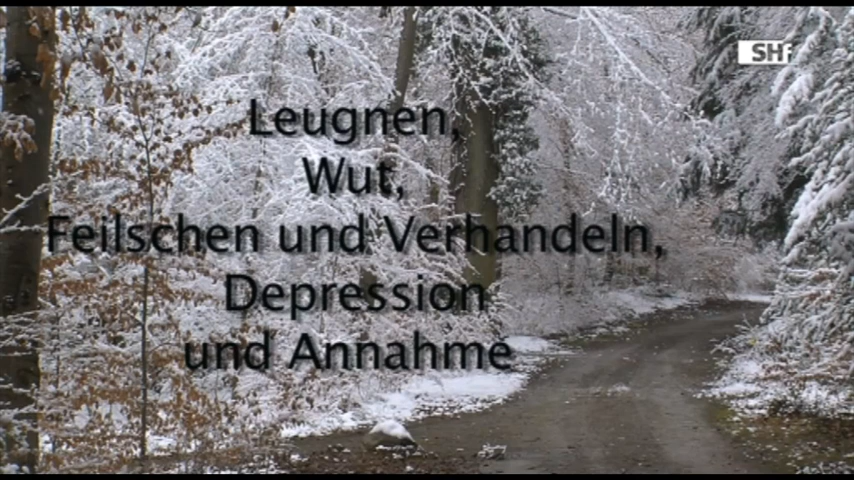 SHf
Leugnen,
Wut,
Feilschen und Verhandeln,
Depression
und Annahme